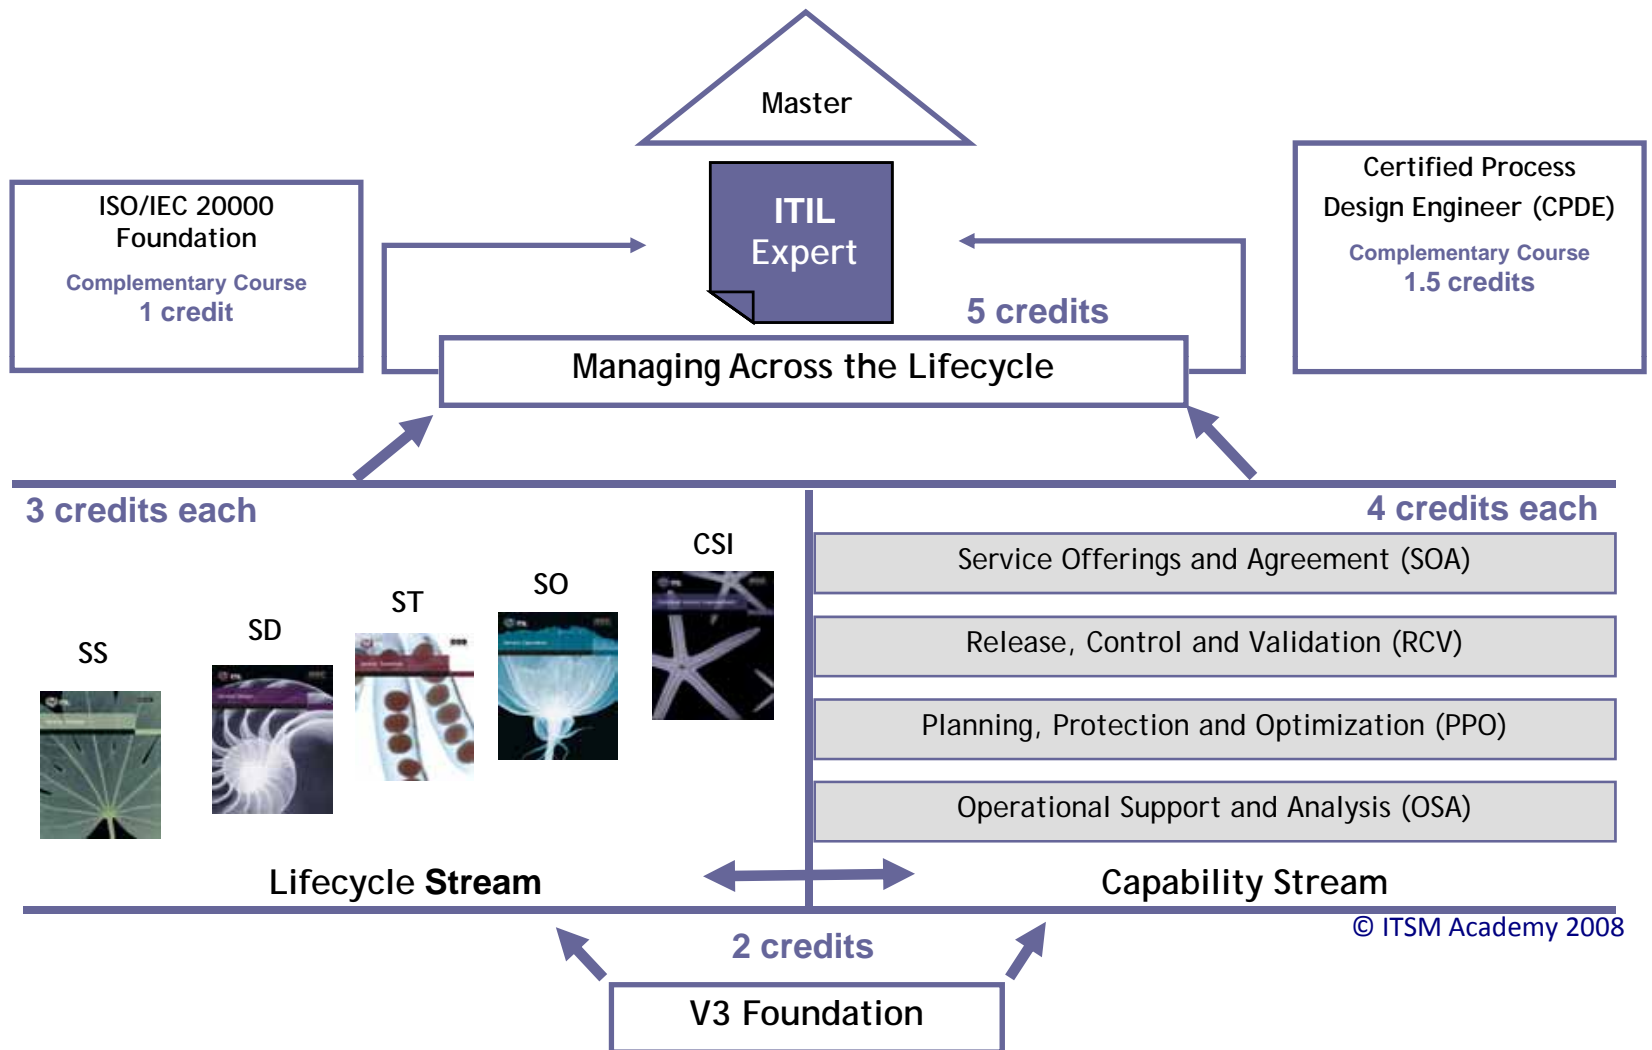 Master
ISO/IEC 20000
Foundation
Complementary Course
1 credit
ITIL
Expert
Certified Process
Design Engineer (CPDE)
Complementary Course
1.5 credits
5 credits
Managing Across the Lifecycle
3 credits each
4 credits each
SS
SD
ST
SO
CSI
Service Offerings and Agreement (SOA)
Release, Control and Validation (RCV)
Planning, Protection and Optimization (PPO)
Operational Support and Analysis (OSA)
Lifecycle Stream
Capability Stream
© ITSM Academy 2008
2 credits
V3 Foundation